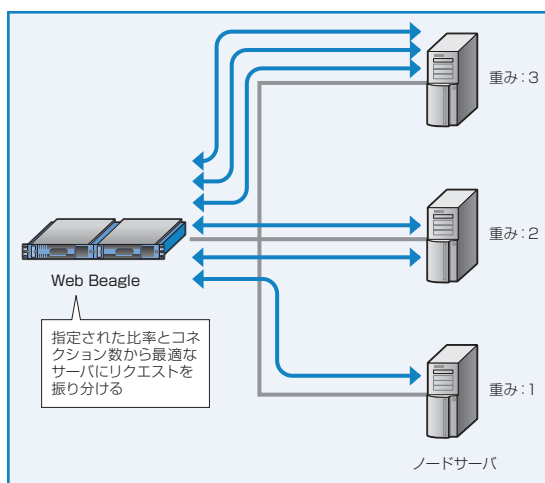 重み:3
重み:2
Web Beagle
指定された比率とコネ
クション数から最適な
サーバにリクエストを
振り分ける
重み:1
ノードサーバ